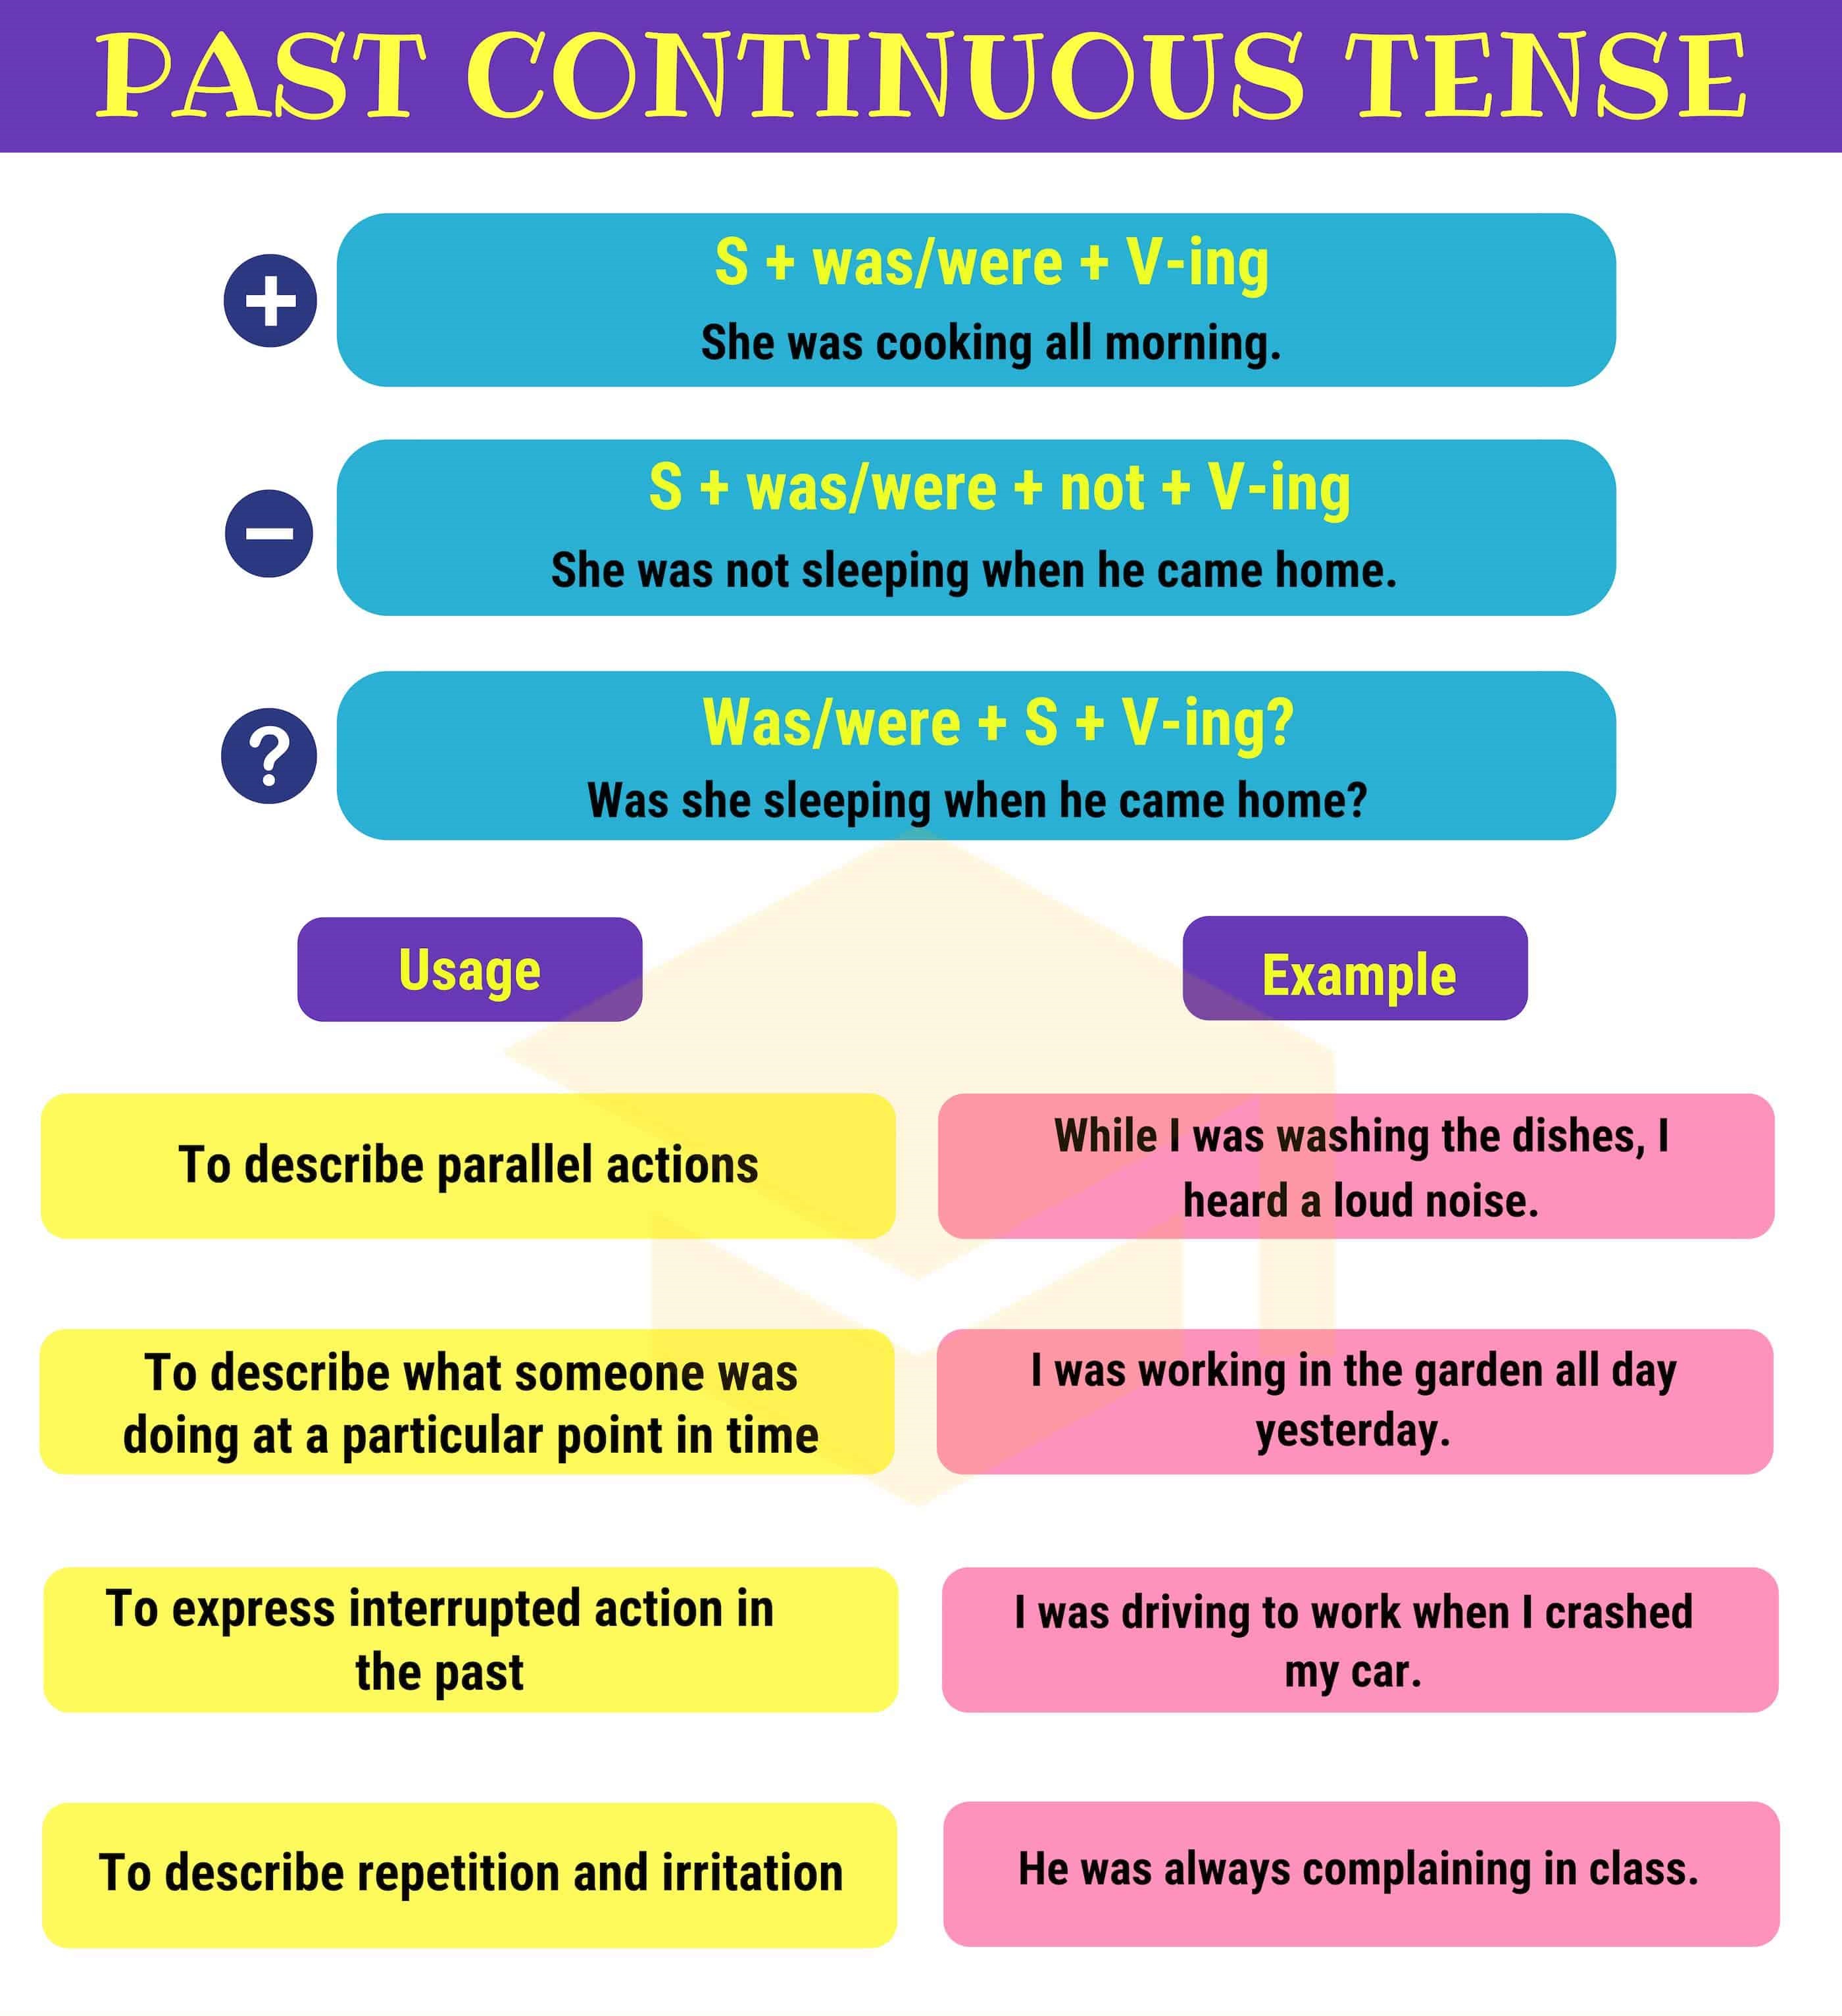 PAST CONTINUOUS TENSE
+
S + was/were + V-ing
She was cooking all morning.
−
S + was/were + not + V-ing
She was not sleeping when he came home.
?
Was/were + S + V-ing?
Was she sleeping when he came home?
Usage
Example
To describe parallel actions
While I was washing the dishes, I
heard a loud noise.
To describe what someone was
doing at a particular point in time
I was working in the garden all day
yesterday.
To express interrupted action in
the past
I was driving to work when I crashed
my car.
To describe repetition and irritation
He was always complaining in class.